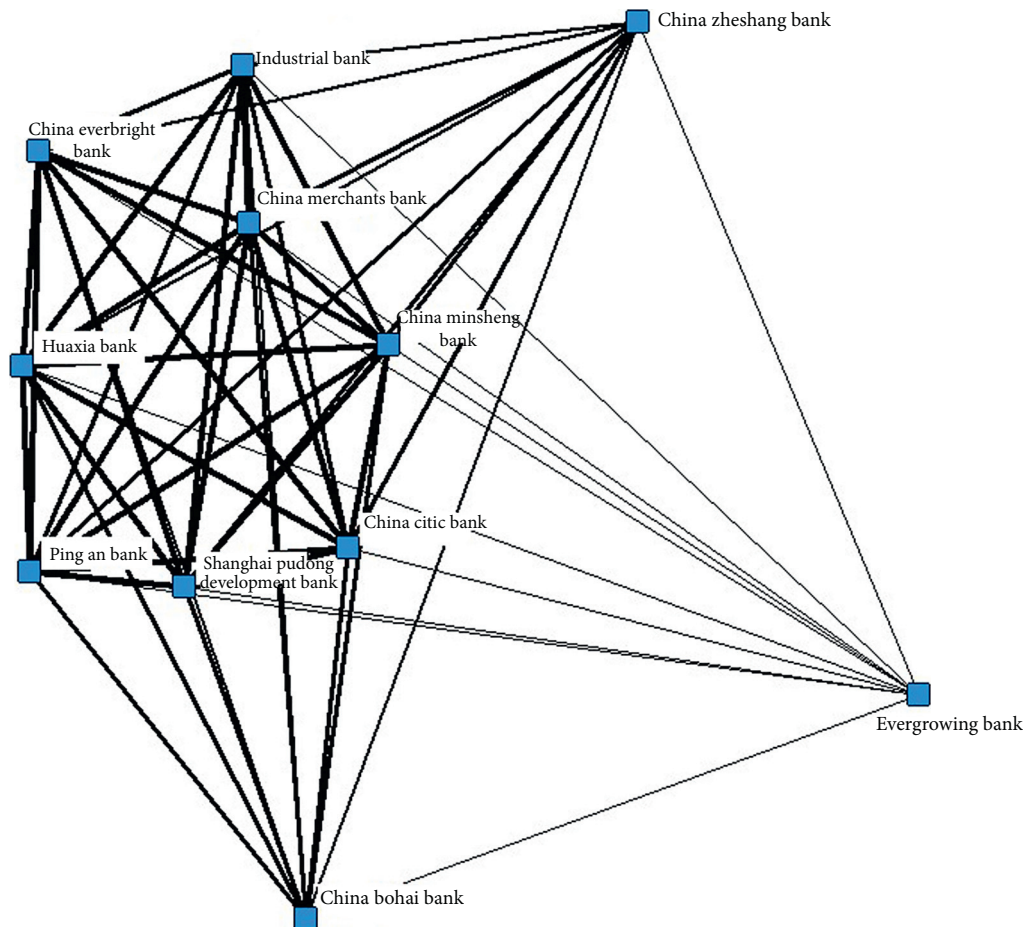 China zheshang bank
Industrial bank
China everbright
bank
China merchants bank
China minsheng
bank
Huaxia bank
China citic bank
Ping an bank
Shanghai pudong
development bank
Evergrowing bank
China bohai bank